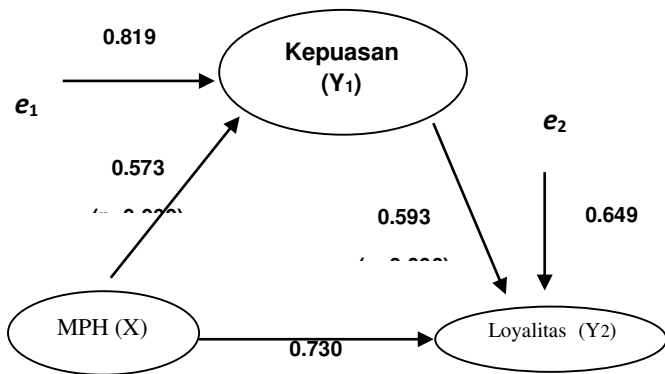 0.819
Kepuasan
(Y1)
e1
e2
0.573
0.593
0.649
MPH (X)
Loyalitas (Y2)
0.730